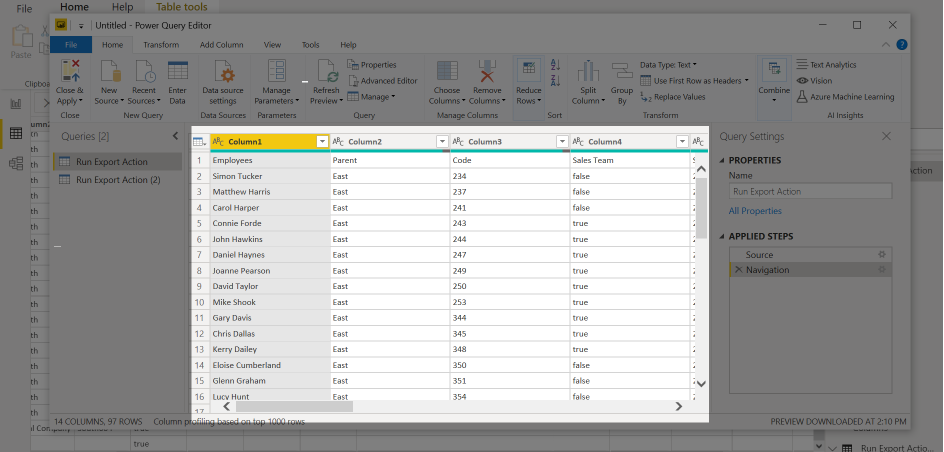 File Home Help Table tools
Untitled - Power Query Editor
Paste
Clipboa
File Home Transform Add Column View Tools Help
Close & Apply
Close
New Source
Recent Sources
Enter Data
New Query
Data source settings
Data Sources
Manage Parameters
Parameters
Refresh Preview
Properties
Advanced Editor
Manage
Query
Choose Columns
Remove Columns
Manage Columns
Reduce Rows
Sort
Split Column
Group By
Data Type: Text
Use First Row as Headers
Replace Values
Transform
Combine
Text Analytics
Vision
Azure Machine Learning
AI Insights
Queries [2]
Run Export Action
Run Export Action (2)
Column1 Column2 Column3 Column4
1 Employees Parent Code Sales Team
2 Simon Tucker East 234 false
3 Matthew Harris East 237 false
4 Carol Harper East 241 false
5 Connie Forde East 243 true
6 John Hawkins East 244 true
7 Daniel Haynes East 247 true
8 Joanne Pearson East 249 true
9 David Taylor East 250 true
10 Mike Shook East 253 true
11 Gary Davis East 344 true
12 Chris Dallas East 345 true
13 Kerry Dailey East 348 true
14 Eloise Cumberland East 350 false
15 Glenn Graham East 351 false
16 Lucy Hunt East 354 false
17
Query Settings
PROPERTIES
Name
Run Export Action
All Properties
APPLIED STEPS
Source
Navigation
14 COLUMNS, 97 ROWS Column profiling based on top 1000 rows PREVIEW DOWNLOADED AT 2:10 PM
true
Run Export Actio...